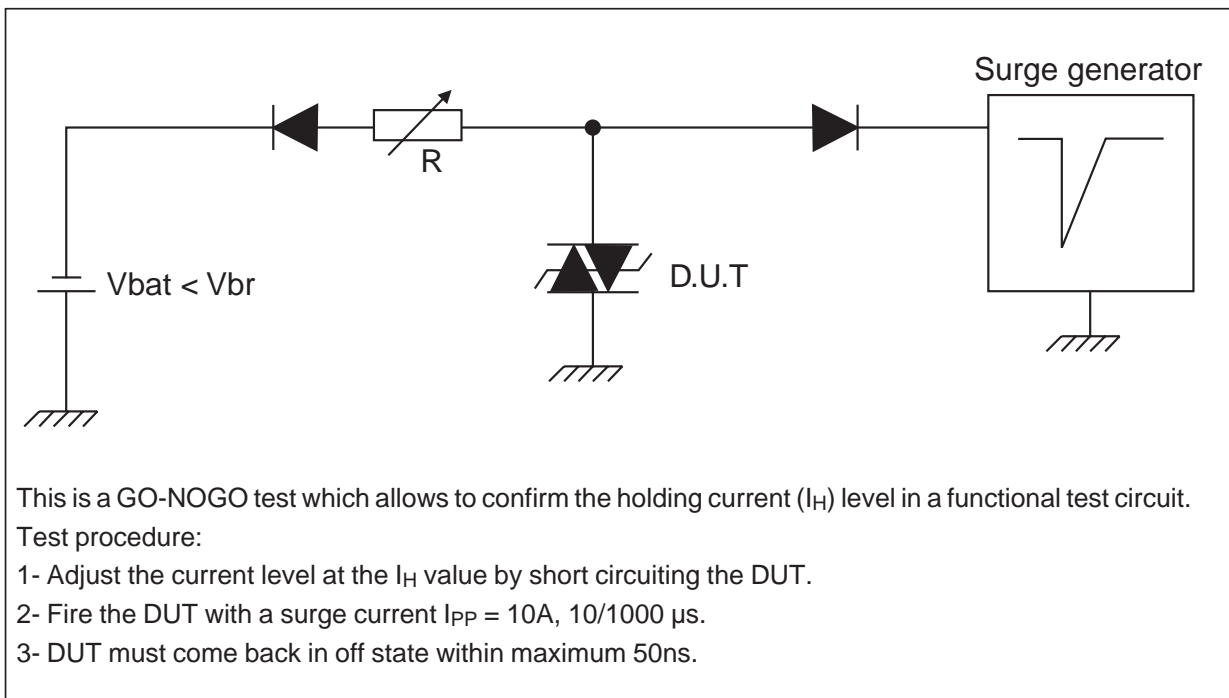 Surge generator
R
Vbat < Vbr
D.U.T
This is a GO-NOGO test which allows to confirm the holding current (IH) level in a functional test circuit.
Test procedure:
1- Adjust the current level at the IH value by short circuiting the DUT.
2- Fire the DUT with a surge current IPP = 10A, 10/1000 µs.
3- DUT must come back in off state within maximum 50ns.